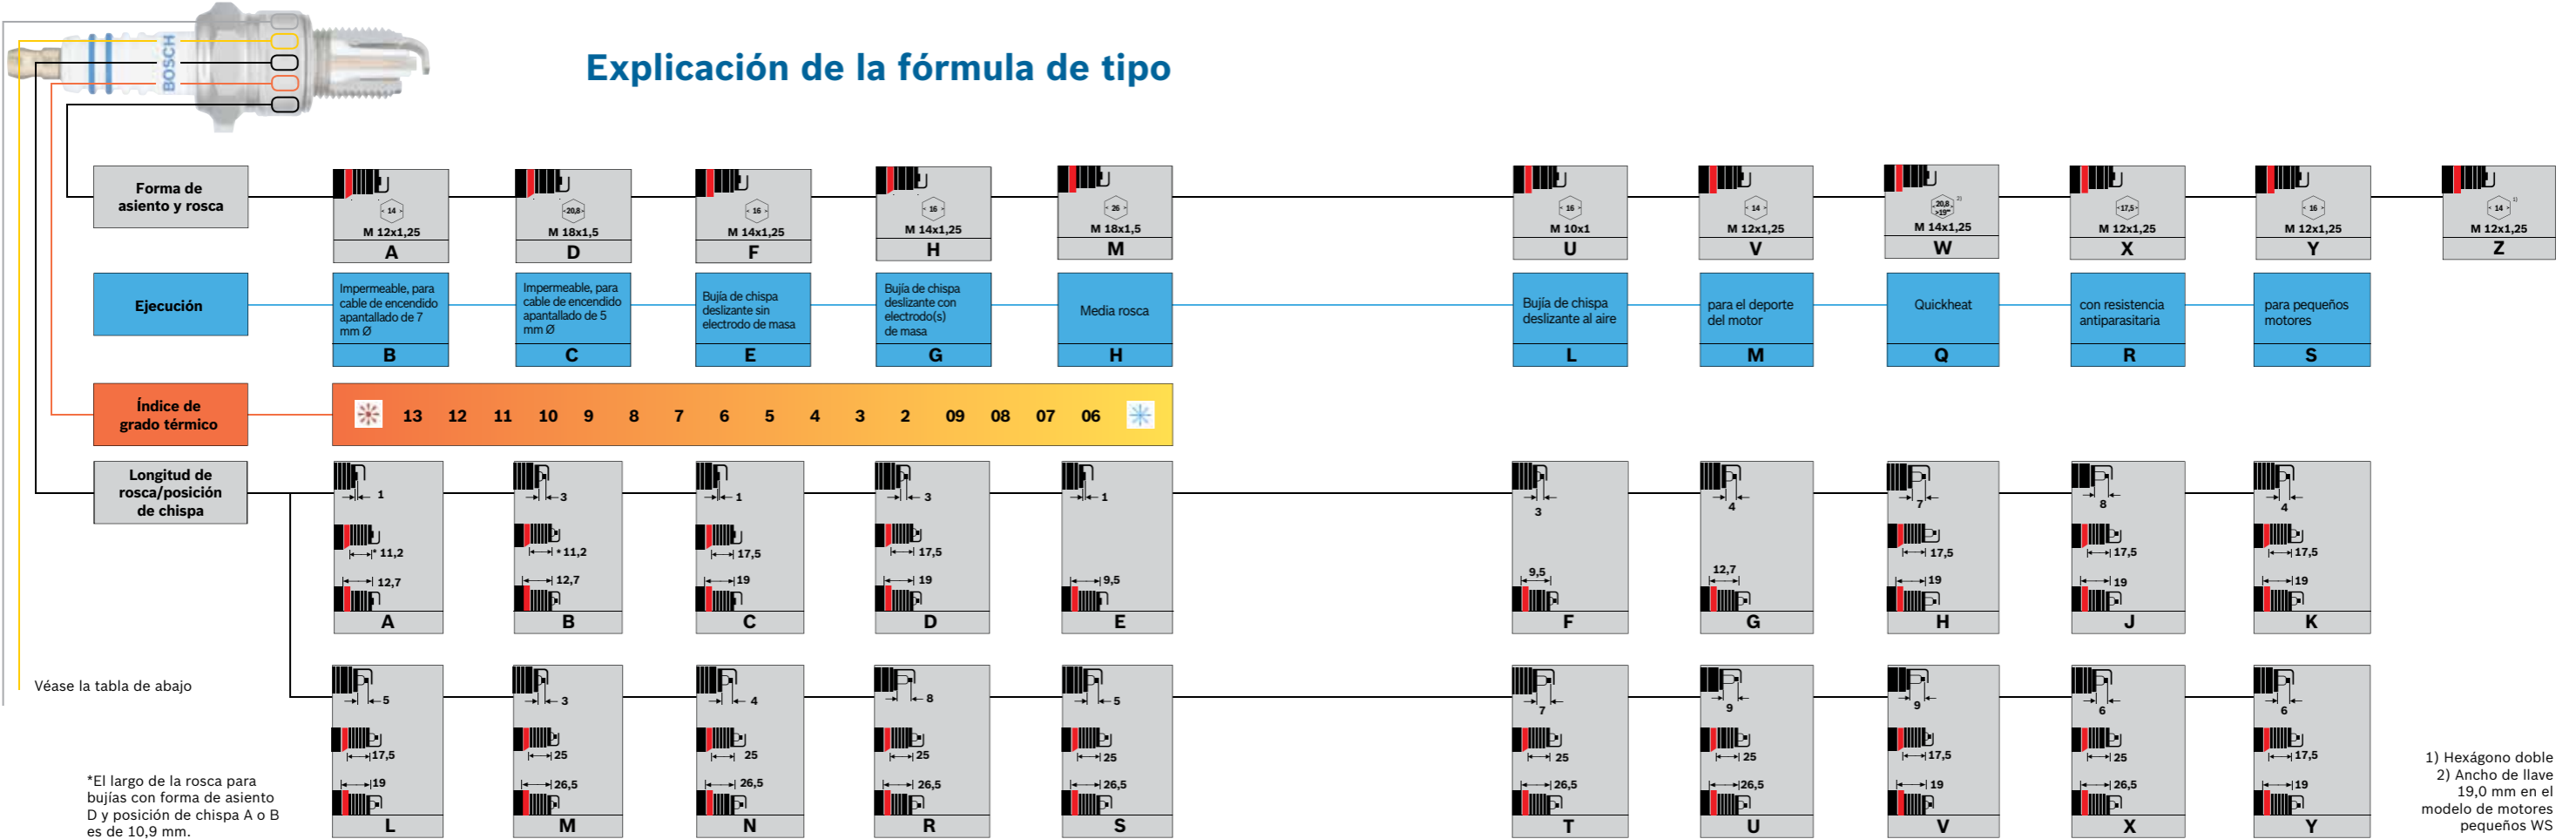 BOSCH
Explicación de la fórmula de tipo
Forma de
asiento y rosca
< 14 >
M 12x1,25
A
<20,8>
M 18x1,5
D
< 16 >
M 14x1,25
F
< 16 >
M 14x1,25
H
< 26 >
M 18x1,5
M
< 16 >
M 10x1
U
< 14 >
M 12x1,25
V
<20,8> 2)
>19**
M 14x1,25
W
<17,5>
M 12x1,25
X
< 16 >
M 12x1,25
Y
< 14 > 1)
M 12x1,25
Z
Ejecución
Impermeable, para
cable de encendido
apantallado de 7
mm Ø
B
Impermeable, para
cable de encendido
apantallado de 5
mm Ø
C
Bujía de chispa
deslizante sin
electrodo de masa
E
Bujía de chispa
deslizante con
electrodo(s)
de masa
G
Media rosca
H
Bujía de chispa
deslizante al aire
L
para el deporte
del motor
M
Quickheat
Q
con resistencia
antiparasitaria
R
para pequeños
motores
S
Índice de
grado térmico
13 12 11 10 9 8 7 6 5 4 3 2 09 08 07 06
Longitud de
rosca/posición
de chispa
1
* 11,2
12,7
A
3
* 11,2
12,7
B
1
17,5
19
C
3
17,5
19
D
1
9,5
E
3
9,5
F
4
12,7
G
7
17,5
19
H
8
17,5
19
J
4
17,5
19
K
5
17,5
19
L
3
25
26,5
M
4
25
26,5
N
8
25
26,5
R
5
25
26,5
S
7
25
26,5
T
9
25
26,5
U
9
17,5
19
V
6
25
26,5
X
6
17,5
19
Y
Véase la tabla de abajo
*El largo de la rosca para
bujías con forma de asiento
D y posición de chispa A o B
es de 10,9 mm.
1) Hexágono doble
2) Ancho de llave
19,0 mm en el
modelo de motores
pequeños WS